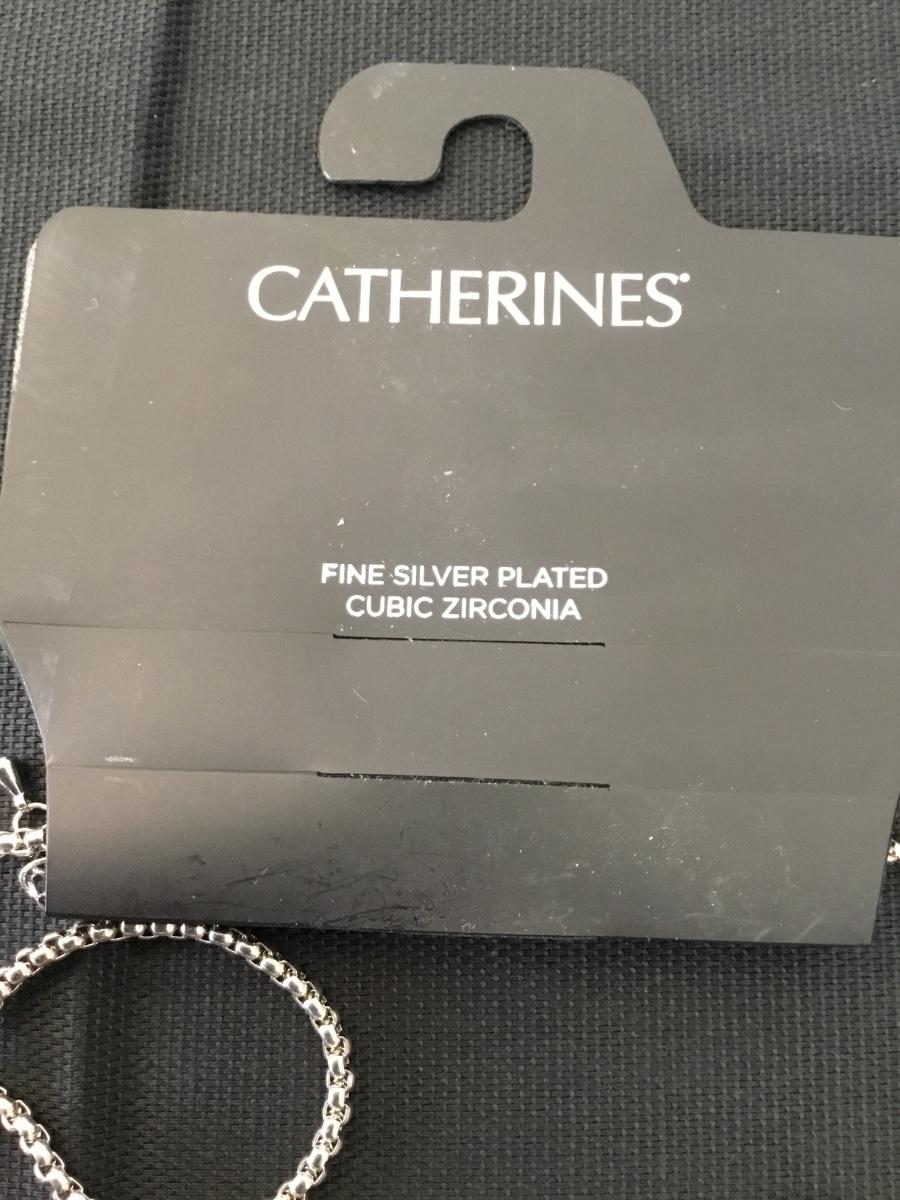 CATHERINES
FINE SILVER PLATED
CUBIC ZIRCONIA